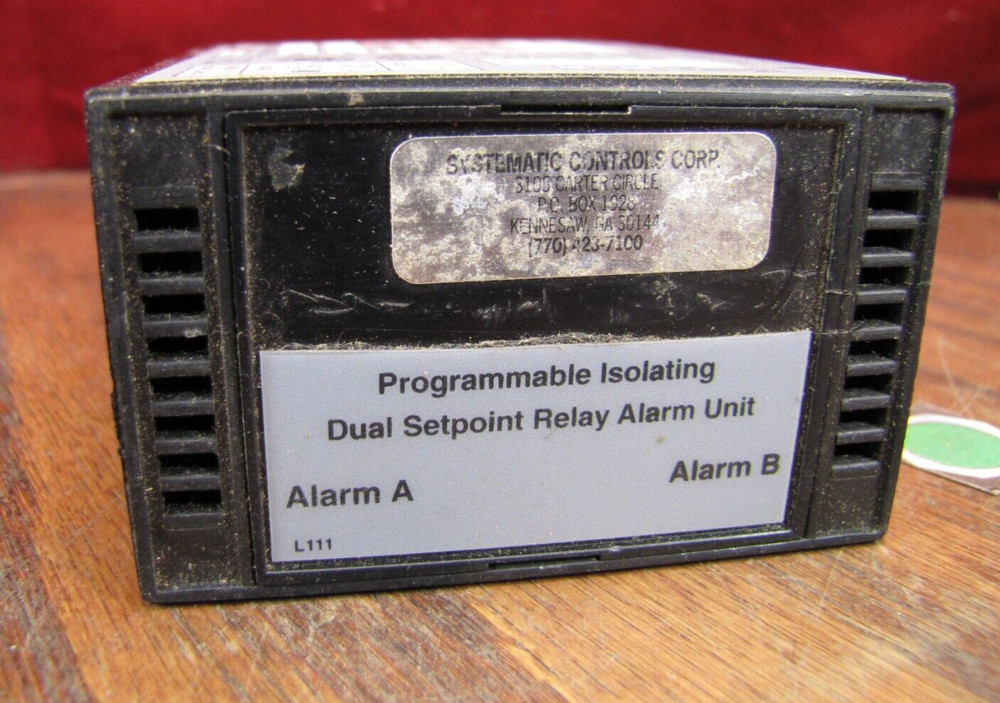 SYSTEMATIC CONTROLS CORP.
3100 CARTER CIRCLE
P.O. BOX 1928
KENNESAW, GA 30144
(770) 423-7100
Programmable Isolating
Dual Setpoint Relay Alarm Unit
Alarm A
Alarm B
L111